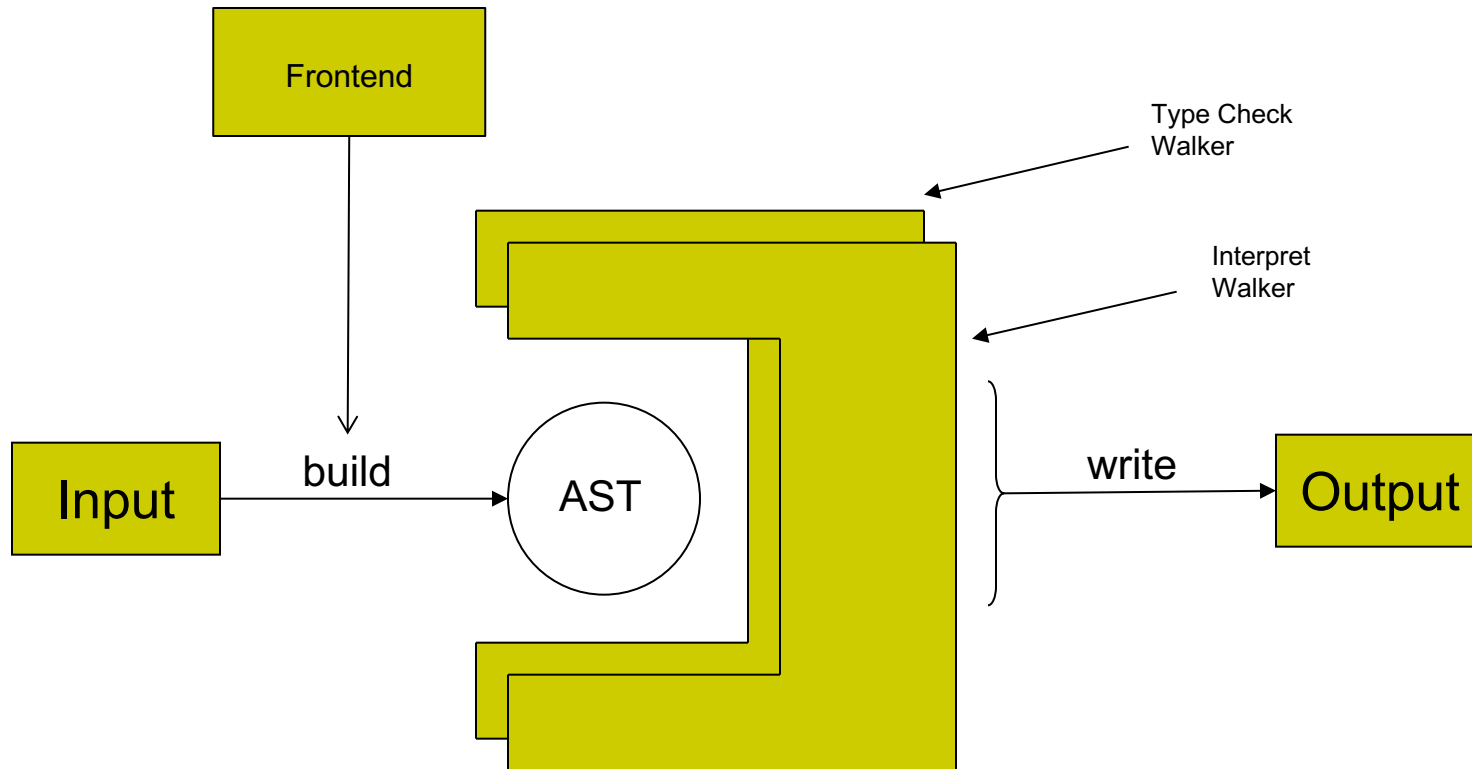 Frontend
Type Check
Walker
Interpret
Walker
build
write
Input
AST
Output